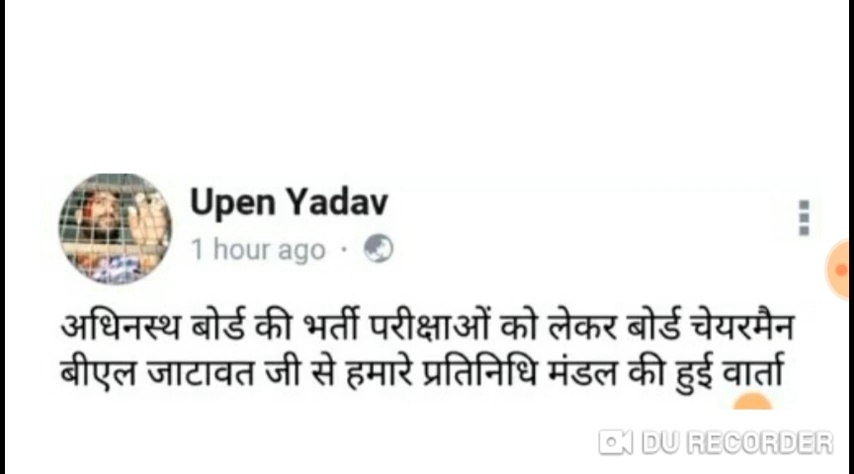 Upen Yadav
1 hour ago ·
अधिनस्थ बोर्ड की भर्ती परीक्षाओं को लेकर बोर्ड चेयरमैन
बीएल जाटावत जी से हमारे प्रतिनिधि मंडल की हुई वार्ता
DU RECORDER